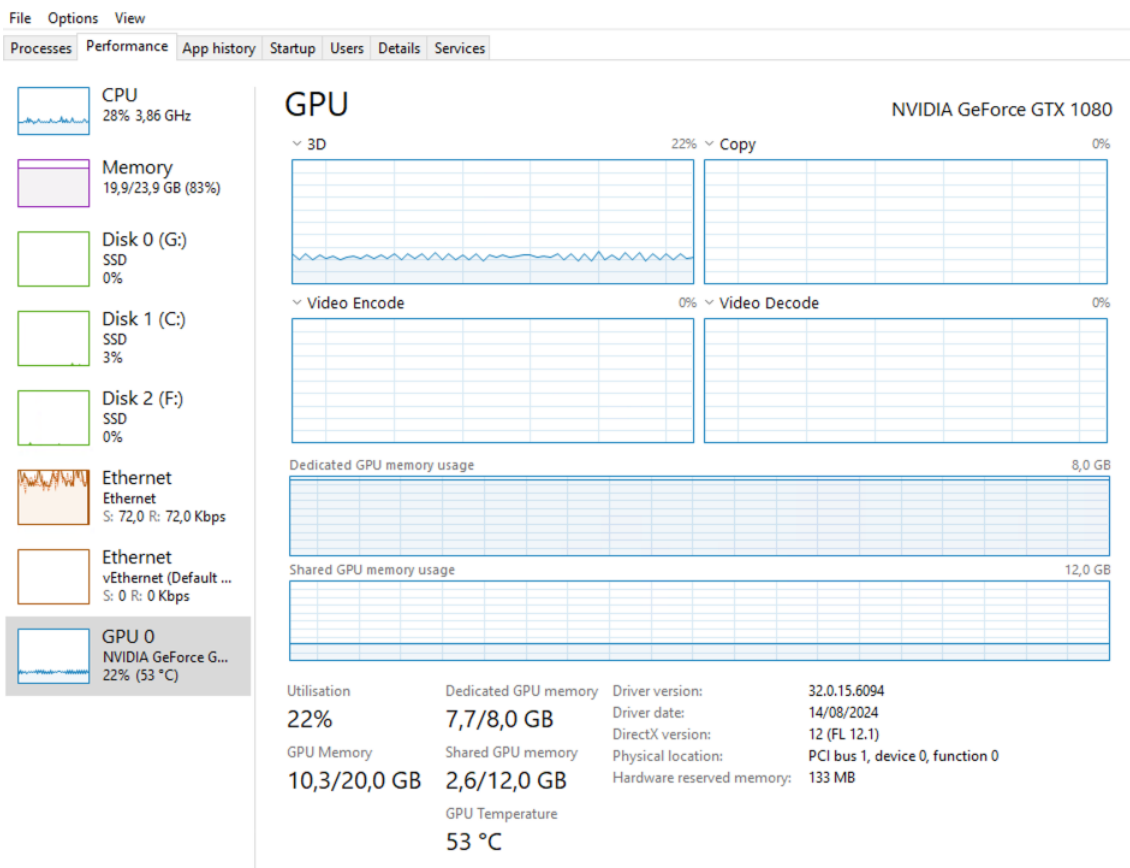 File Options View
Processes Performance App history Startup Users Details Services
CPU
28% 3,86 GHz
Memory
19,9/23,9 GB (83%)
Disk 0 (G:)
SSD
0%
Disk 1 (C:)
SSD
3%
Disk 2 (F:)
SSD
0%
Ethernet
Ethernet
S: 72,0 R: 72,0 Kbps
Ethernet
vEthernet (Default ...
S: 0 R: 0 Kbps
GPU 0
NVIDIA GeForce G...
22% (53 °C)
GPU NVIDIA GeForce GTX 1080
3D 22% Copy 0%
Video Encode 0% Video Decode 0%
Dedicated GPU memory usage 8,0 GB
Shared GPU memory usage 12,0 GB
Utilisation
22%
Dedicated GPU memory
7,7/8,0 GB
GPU Memory
10,3/20,0 GB
Shared GPU memory
2,6/12,0 GB
GPU Temperature
53 °C
Driver version: 32.0.15.6094
Driver date: 14/08/2024
DirectX version: 12 (FL 12.1)
Physical location: PCI bus 1, device 0, function 0
Hardware reserved memory: 133 MB